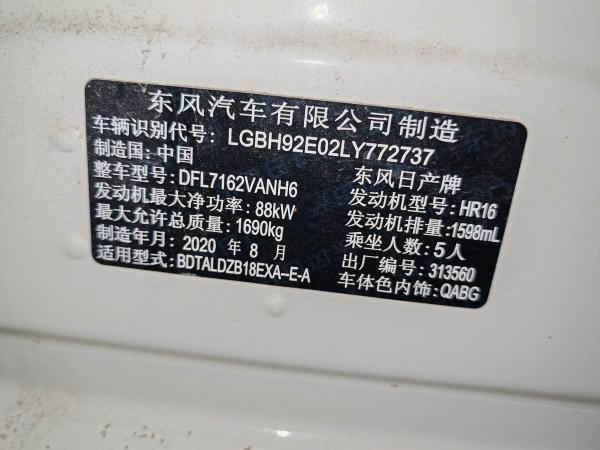 东风汽车有限公司制造
车辆识别代号: LGBH92E02LY772737
制造国: 中国 东风日产牌
整车型号: DFL7162VANH6 发动机型号: HR16
发动机最大净功率: 88kW 发动机排量: 1598mL
最大允许总质量: 1690kg 乘坐人数: 5人
制造年月: 2020 年 8 月 出厂编号: 313560
适用型式: BDTALDZB18EXA--E-A 车体色内饰: QABG